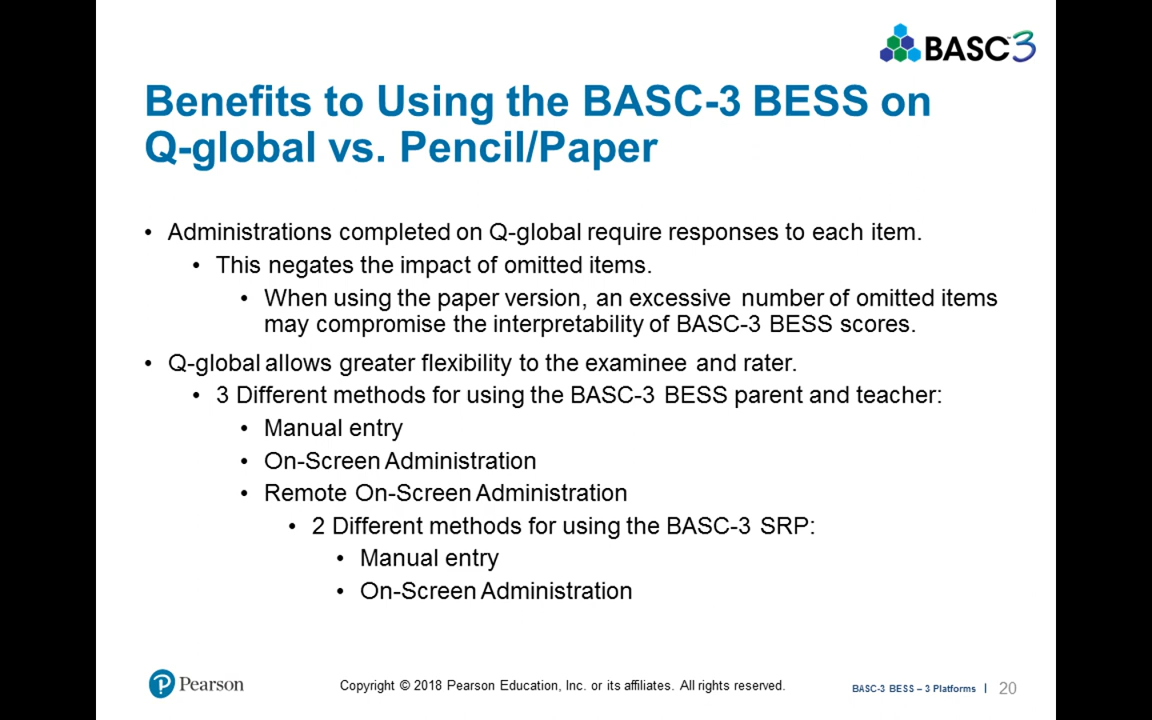 BASC™3
Benefits to Using the BASC-3 BESS on
Q-global vs. Pencil/Paper
• Administrations completed on Q-global require responses to each item.
• This negates the impact of omitted items.
• When using the paper version, an excessive number of omitted items
may compromise the interpretability of BASC-3 BESS scores.
• Q-global allows greater flexibility to the examinee and rater.
• 3 Different methods for using the BASC-3 BESS parent and teacher:
• Manual entry
• On-Screen Administration
• Remote On-Screen Administration
• 2 Different methods for using the BASC-3 SRP:
• Manual entry
• On-Screen Administration
P Pearson
Copyright © 2018 Pearson Education, Inc. or its affiliates. All rights reserved.
BASC-3 BESS – 3 Platforms | 20